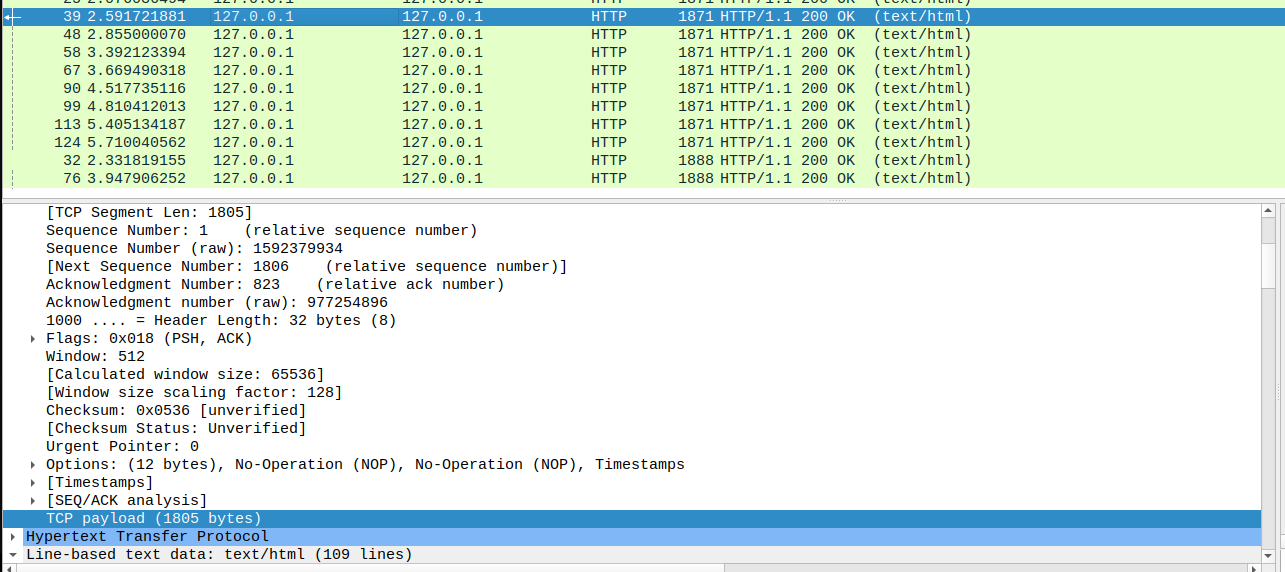 39 2.591721881 127.0.0.1 127.0.0.1 HTTP 1871 HTTP/1.1 200 OK (text/html)
48 2.855000070 127.0.0.1 127.0.0.1 HTTP 1871 HTTP/1.1 200 OK (text/html)
58 3.392123394 127.0.0.1 127.0.0.1 HTTP 1871 HTTP/1.1 200 OK (text/html)
67 3.669490318 127.0.0.1 127.0.0.1 HTTP 1871 HTTP/1.1 200 OK (text/html)
90 4.517735116 127.0.0.1 127.0.0.1 HTTP 1871 HTTP/1.1 200 OK (text/html)
99 4.810412013 127.0.0.1 127.0.0.1 HTTP 1871 HTTP/1.1 200 OK (text/html)
113 5.405134187 127.0.0.1 127.0.0.1 HTTP 1871 HTTP/1.1 200 OK (text/html)
124 5.710040562 127.0.0.1 127.0.0.1 HTTP 1871 HTTP/1.1 200 OK (text/html)
32 2.331819155 127.0.0.1 127.0.0.1 HTTP 1888 HTTP/1.1 200 OK (text/html)
76 3.947906252 127.0.0.1 127.0.0.1 HTTP 1888 HTTP/1.1 200 OK (text/html)
[TCP Segment Len: 1805]
Sequence Number: 1 (relative sequence number)
Sequence Number (raw): 1592379934
[Next Sequence Number: 1806 (relative sequence number)]
Acknowledgment Number: 823 (relative ack number)
Acknowledgment number (raw): 977254896
1000 .... = Header Length: 32 bytes (8)
Flags: 0x018 (PSH, ACK)
Window: 512
[Calculated window size: 65536]
[Window size scaling factor: 128]
Checksum: 0x0536 [unverified]
[Checksum Status: Unverified]
Urgent Pointer: 0
Options: (12 bytes), No-Operation (NOP), No-Operation (NOP), Timestamps
[Timestamps]
[SEQ/ACK analysis]
TCP payload (1805 bytes)
Hypertext Transfer Protocol
Line-based text data: text/html (109 lines)